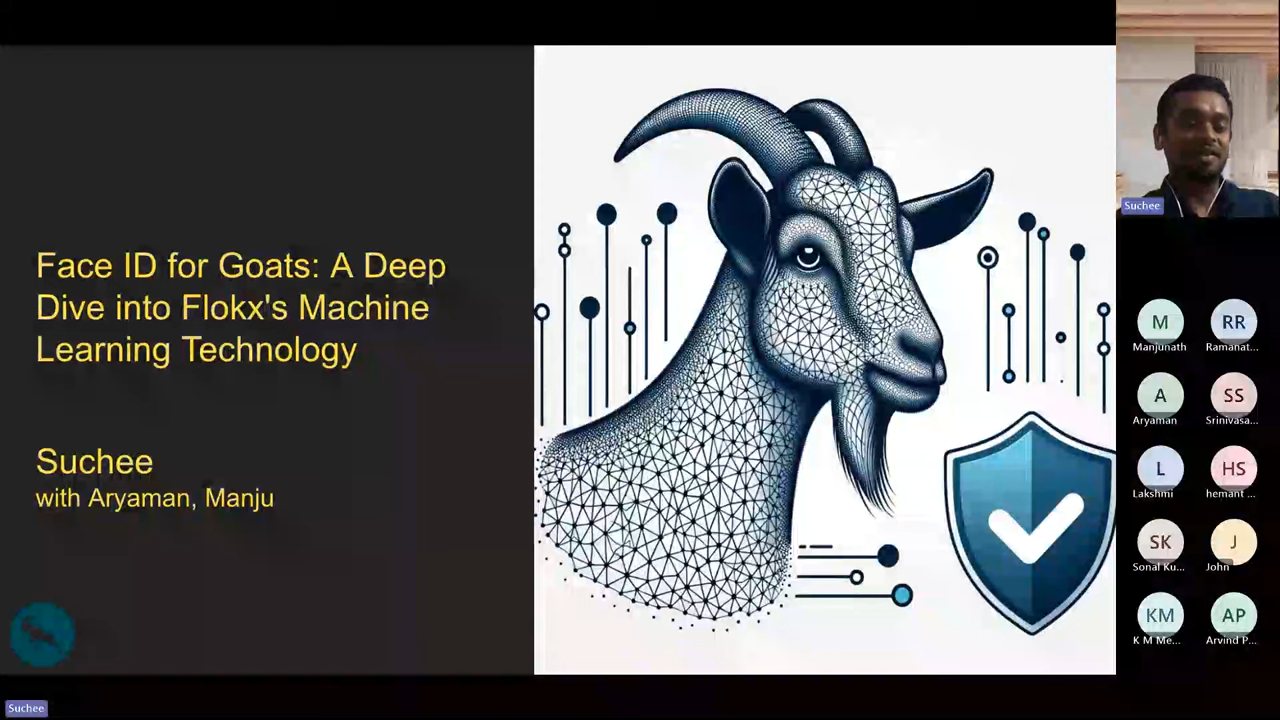 Face ID for Goats: A Deep
Dive into Flokx's Machine
Learning Technology
Suchee
with Aryaman, Manju
Suchee
M
Manjunath
RR
Ramanat...
A
Aryaman
SS
Srinivasa...
L
Lakshmi
HS
hemant ...
SK
Sonal Ku...
J
John
KM
K M Me...
AP
Arvind P...
Suchee